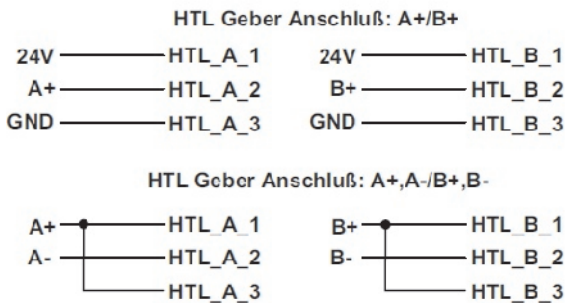 HTL Geber Anschluß: A+/B+
24V HTL_A_1 24V HTL_B_1
A+ HTL_A_2 B+ HTL_B_2
GND HTL_A_3 GND HTL_B_3
HTL Geber Anschluß: A+,A-/B+,B-
A+ HTL_A_1 B+ HTL_B_1
A- HTL_A_2 B- HTL_B_2
HTL_A_3 HTL_B_3